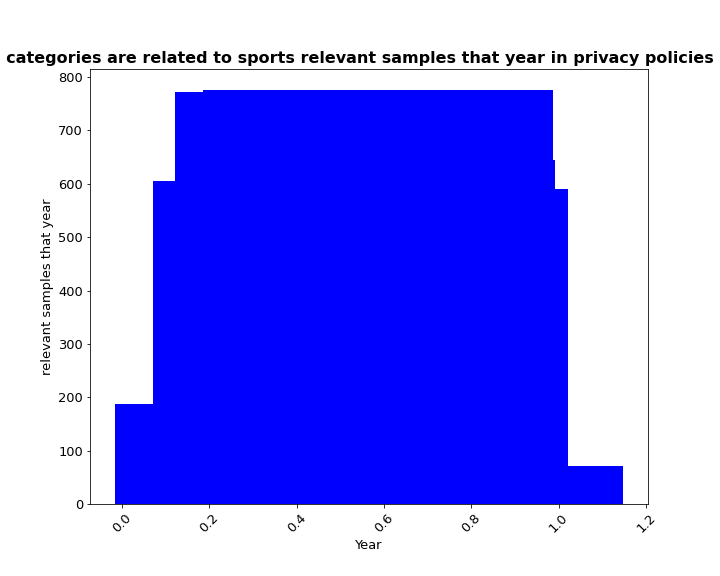 categories are related to sports relevant samples that year in privacy policies
800
700
600
500
400
300
200
100
0
relevant samples that year
0.0 0.2 0.4 0.6 0.8 1.0 1.2
Year